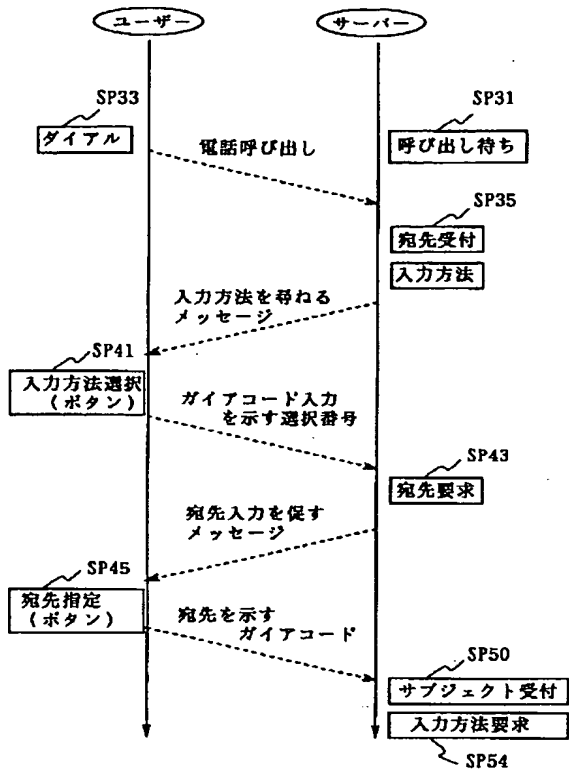 ユーザー
サーバー
SP33
ダイアル
SP31
呼び出し待ち
電話呼び出し
SP35
宛先受付
入力方法
入力方法を尋ねる
メッセージ
SP41
入力方法選択
(ボタン)
ガイアコード入力
を示す選択番号
SP43
宛先要求
宛先入力を促す
メッセージ
SP45
宛先指定
(ボタン)
宛先を示す
ガイアコード
SP50
サブジェクト受付
入力方法要求
SP54